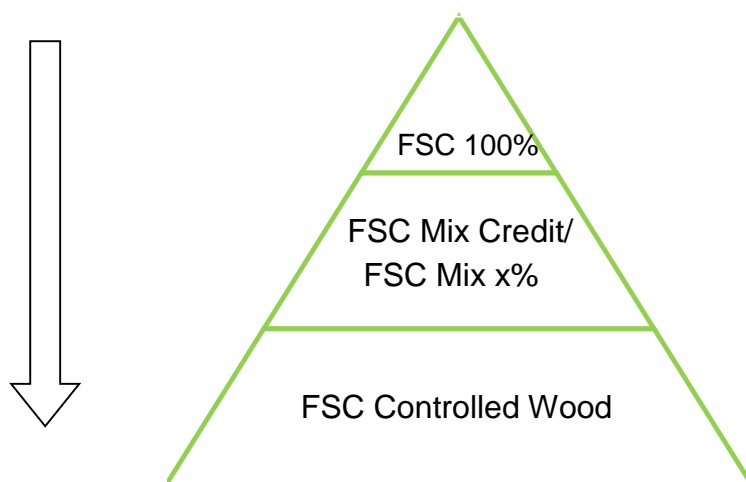 FSC 100%
FSC Mix Credit/
FSC Mix x%
FSC Controlled Wood